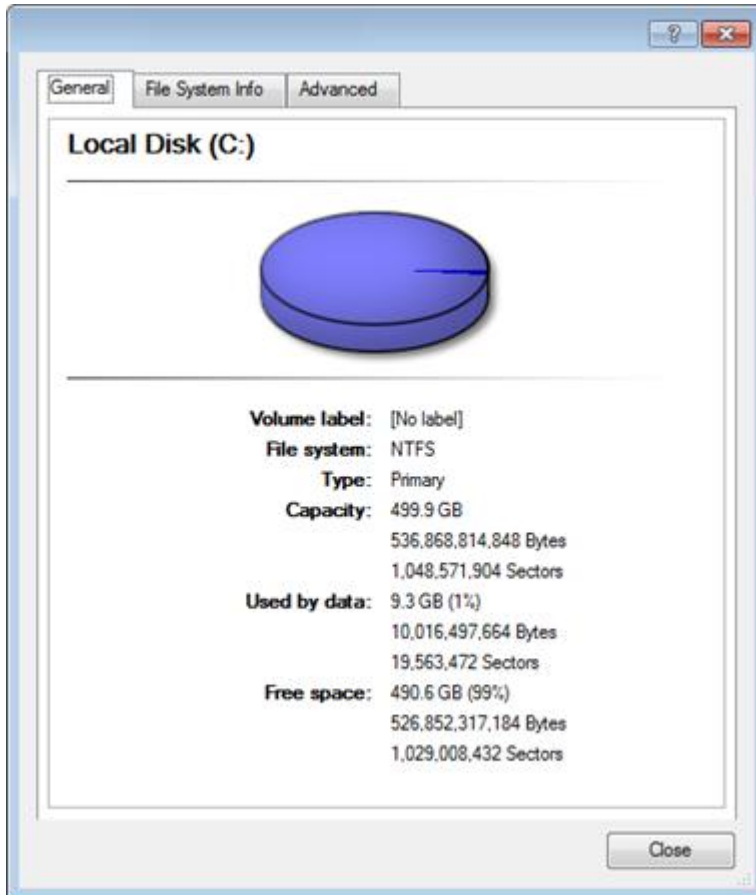 General File System Info Advanced
Local Disk (C:)
Volume label: [No label]
File system: NTFS
Type: Primary
Capacity: 499.9 GB
536,868,814,848 Bytes
1,048,571,904 Sectors
Used by data: 9.3 GB (1%)
10,016,497,664 Bytes
19,563,472 Sectors
Free space: 490.6 GB (99%)
526,852,317,184 Bytes
1,029,008,432 Sectors
Close